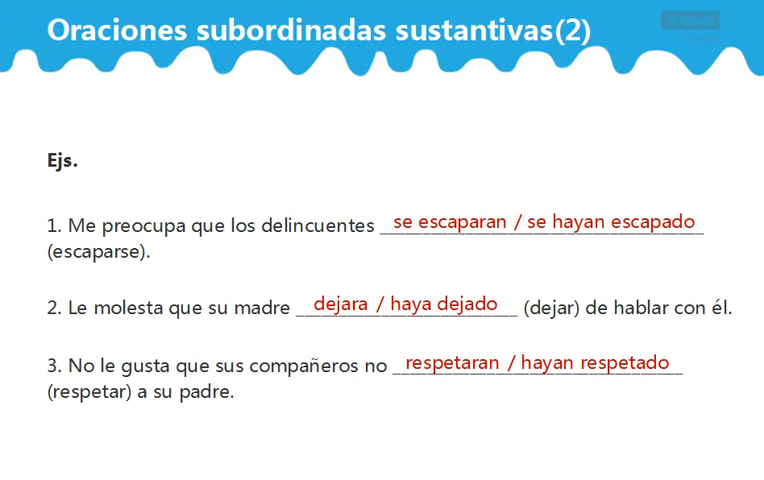 Oraciones subordinadas sustantivas(2)
Ejs.
1. Me preocupa que los delincuentes se escaparan / se hayan escapado
(escaparse).
2. Le molesta que su madre dejara / haya dejado (dejar) de hablar con él.
3. No le gusta que sus compañeros no respetaran / hayan respetado
(respetar) a su padre.